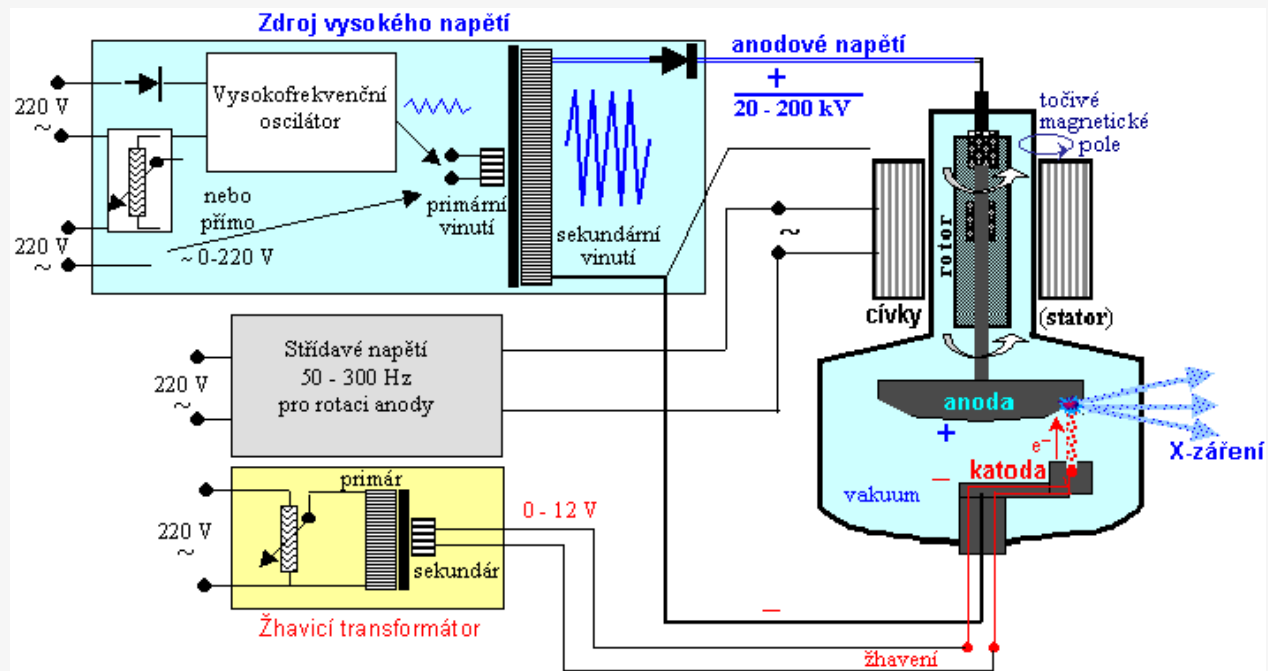 Zdroj vysokého napětí
220 V
~
Vysokofrekvenční
oscilátor
nebo
přímo
~ 0-220 V
220 V
~
primární
vinutí
sekundární
vinutí
anodové napětí
+
20 - 200 kV
točivé
magnetické
pole
rotor
~
cívky
(stator)
Střídavé napětí
50 - 300 Hz
pro rotaci anody
220 V
~
anoda
+
e⁻
X-záření
katoda
−
vakuum
primár
220 V
~
0 - 12 V
sekundár
Žhavicí transformátor
−
žhavení